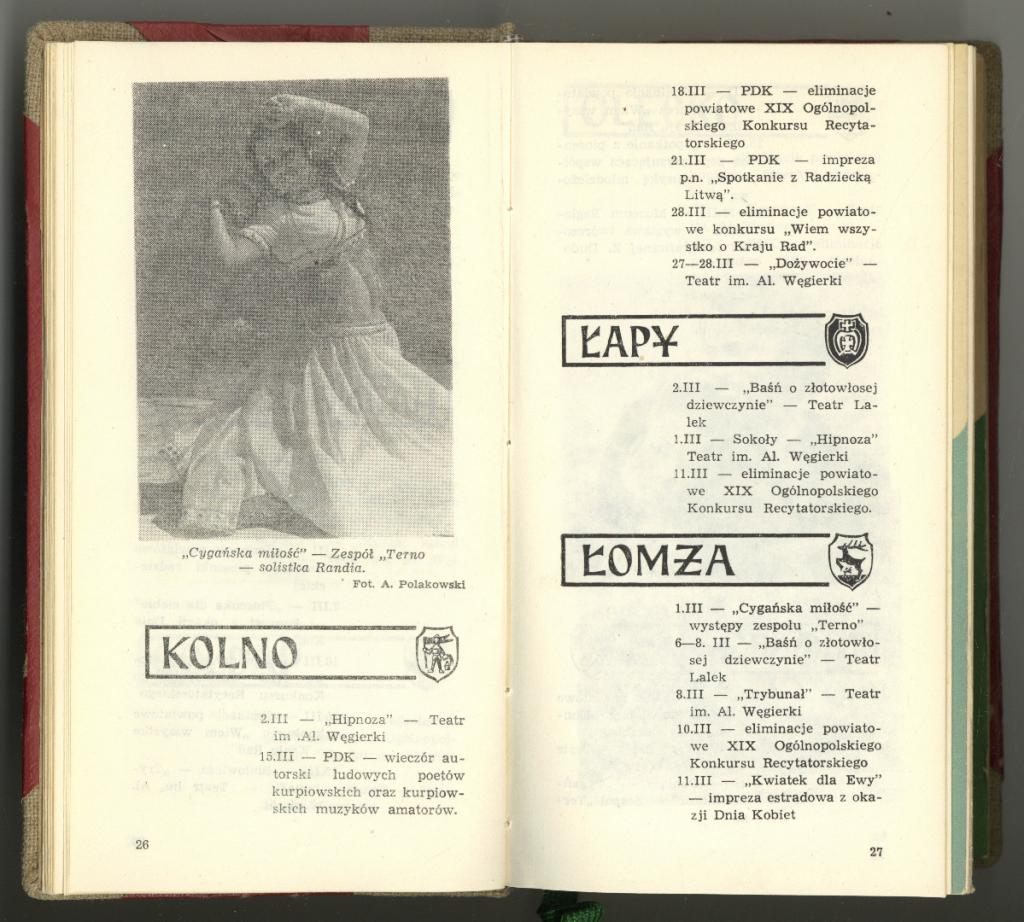 „Cygańska miłość" — Zespół „Terno
— solistka Randia.
Fot. A. Polakowski
KOLNO
2.III — „Hipnoza" — Teatr
im .Al. Węgierki
15.III — PDK — wieczór au-
torski ludowych poetów
kurpiowskich oraz kurpiow-
skich muzyków amatorów.
26
18.III — PDK — eliminacje
powiatowe XIX Ogólnopol-
skiego Konkursu Recyta-
torskiego
21.III — PDK — impreza
p.n. „Spotkanie z Radziecką
Litwą".
28.III — eliminacje powiato-
we konkursu „Wiem wszy-
stko o Kraju Rad".
27—28.III — „Dożywocie" —
Teatr im. Al. Węgierki
ŁAPY
2.III — „Baśń o złotowłosej
dziewczynie" — Teatr La-
lek
1.III — Sokoły — „Hipnoza"
Teatr im. Al. Węgierki
11.III — eliminacje powiato-
we XIX Ogólnopolskiego
Konkursu Recytatorskiego.
ŁOMŻA
1.III — „Cygańska miłość" —
występy zespołu „Terno"
6—8. III — „Baśń o złotowło-
sej dziewczynie" — Teatr
Lalek
8.III — „Trybunał" — Teatr
im. Al. Węgierki
10.III — eliminacje powiato-
we XIX Ogólnopolskiego
Konkursu Recytatorskiego
11.III — „Kwiatek dla Ewy"
— impreza estradowa z oka-
zji Dnia Kobiet
27